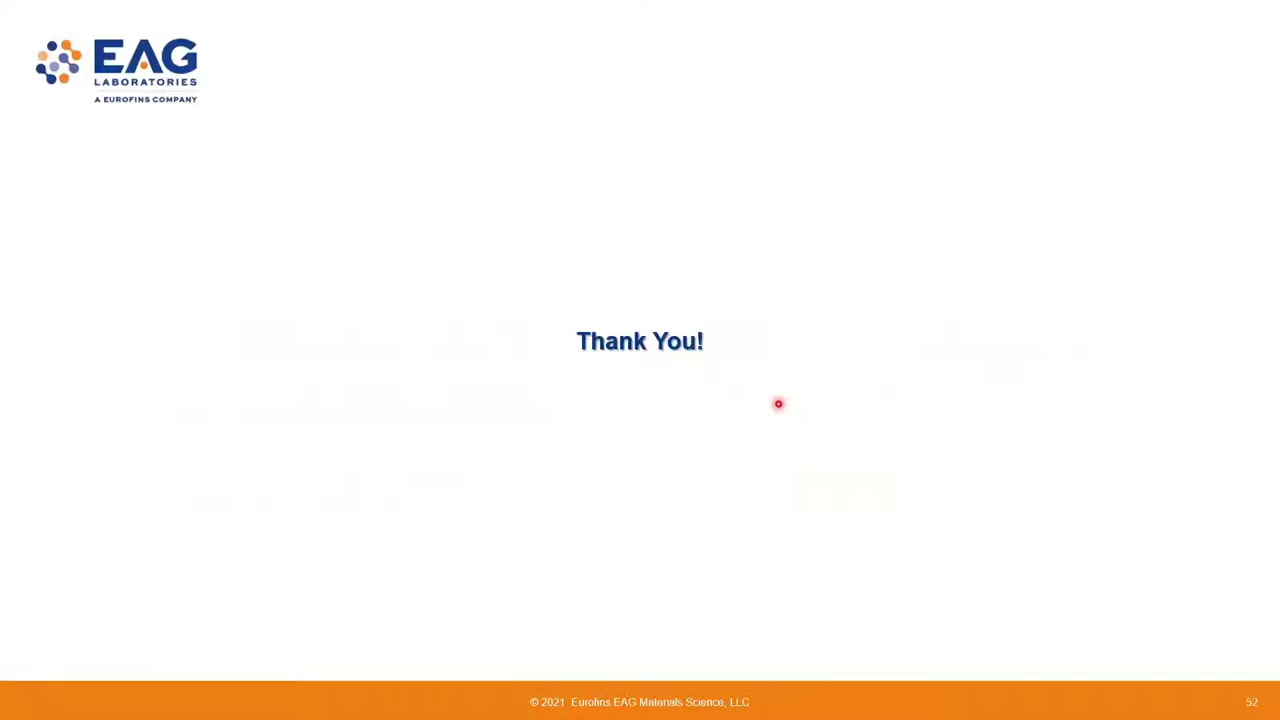 EAG
LABORATORIES
A EUROFINS COMPANY
Thank You!
© 2021 Eurofins EAG Materials Science, LLC
52